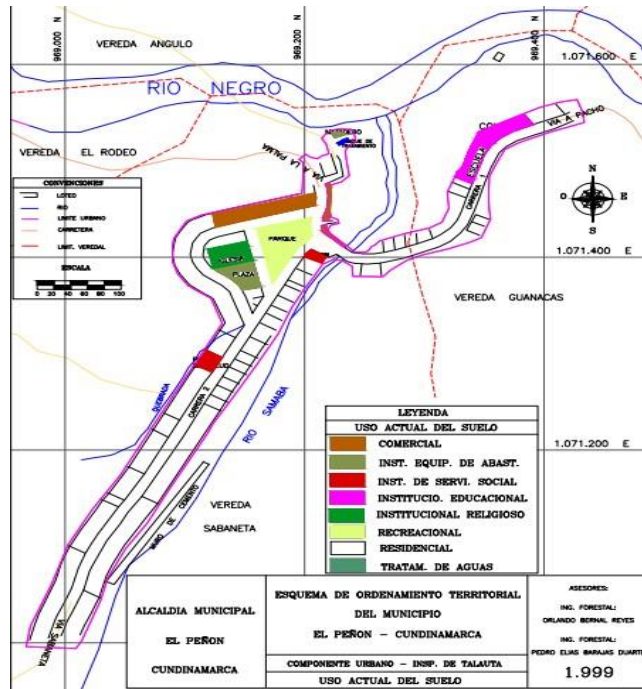 969.000 N
969.200 N
969.400 N
VEREDA ANGULO
1.071.600 E
RIO NEGRO
VEREDA EL RODEO
VIA A LA PALMA
ESCUELA
CARRERA 1
VIA A PACHO
CONVENCIONES
LOTEO
RIO
LIMITE URBANO
CARRETERA
LIMIT. VEREDAL
ESCALA
0 20 40 60 80 100
N
O E
S
PARQUE
PLAZA
1.071.400 E
VEREDA GUANACAS
QUEBRADA
CARRERA 2
RIO SAMABA
MURO DE CEMENTO
VEREDA
SABANETA
VIA SABANETA
1.071.200 E
LEYENDA
USO ACTUAL DEL SUELO
COMERCIAL
INST. EQUIP. DE ABAST.
INST. DE SERVI. SOCIAL
INSTITUCIO. EDUCACIONAL
INSTITUCIONAL RELIGIOSO
RECREACIONAL
RESIDENCIAL
TRATAM. DE AGUAS
ALCALDIA MUNICIPAL
EL PEÑON
CUNDINAMARCA
ESQUEMA DE ORDENAMIENTO TERRITORIAL
DEL MUNICIPIO
EL PEÑON - CUNDINAMARCA
COMPONENTE URBANO - INSP. DE TALAUTA
USO ACTUAL DEL SUELO
ASESORES:
ING. FORESTAL:
ORLANDO BERNAL REYES
ING. FORESTAL:
PEDRO ELIAS BARAJAS DUARTE
1.999